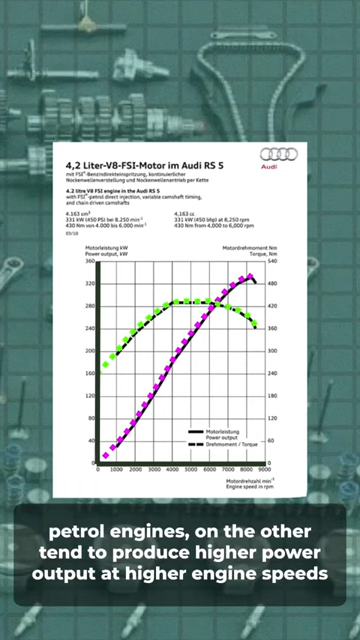 Audi
4,2 Liter-V8-FSI-Motor im Audi RS 5
mit FSI®-Benzindirekteinspritzung, kontinuierlicher
Nockenwellenverstellung und Nockenwellenantrieb per Kette
4.2 litre V8 FSI engine in the Audi RS 5
with FSI®-petrol direct injection, variable camshaft timing,
and chain driven camshafts
4.163 cm³ 4,163 cc
331 kW (450 PS) bei 8.250 min⁻¹ 331 kW (450 bhp) at 8,250 rpm
430 Nm von 4.000 bis 6.000 min⁻¹ 430 Nm from 4,000 to 6,000 rpm
03/10
Motorleistung kW Motordrehmoment Nm
Power output, kW Torque, Nm
360 540
320 480
280 420
240 360
200 300
160 240
120 180
80 120
40 60
0 0
Motorleistung
Power output
Drehmoment / Torque
0 1000 2000 3000 4000 5000 6000 7000 8000 9000
Motordrehzahl min⁻¹
Engine speed in rpm
petrol engines, on the other
tend to produce higher power
output at higher engine speeds